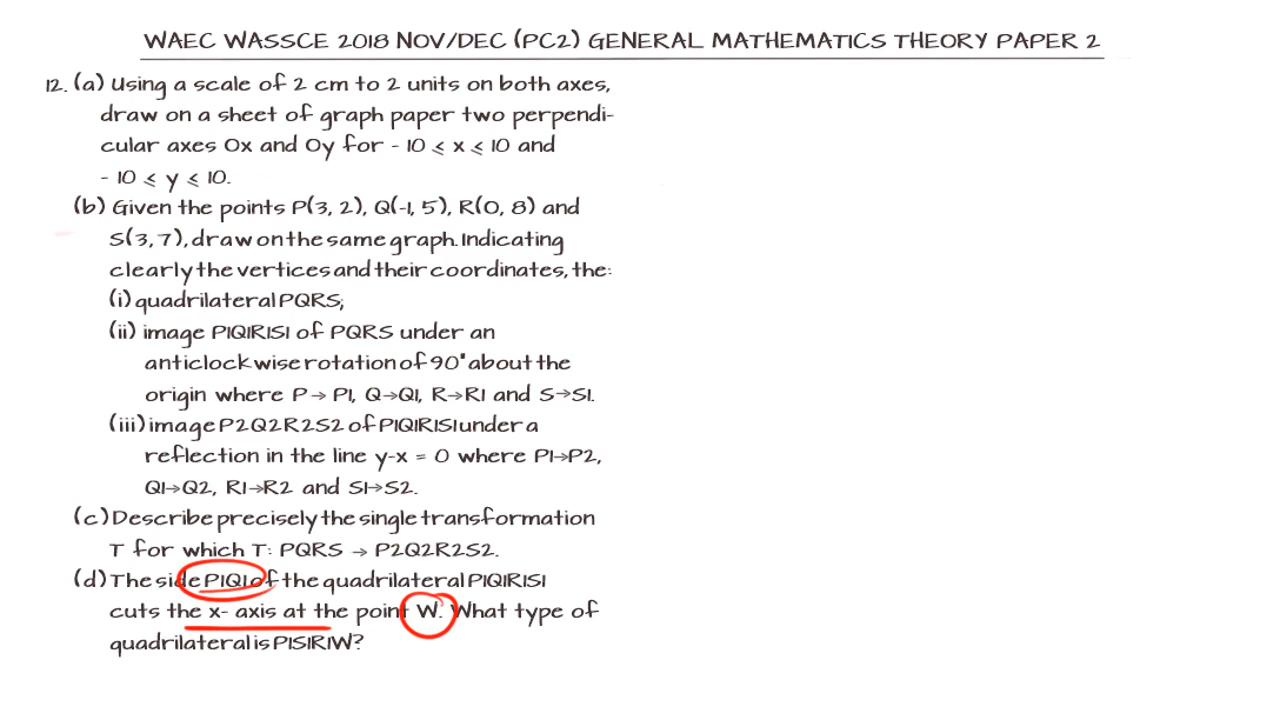 WAEC WASSCE 2018 NOV/DEC (PC2) GENERAL MATHEMATICS THEORY PAPER 2
12. (a) Using a scale of 2 cm to 2 units on both axes,
draw on a sheet of graph paper two perpendi-
cular axes Ox and Oy for - 10 ≤ x ≤ 10 and
- 10 ≤ y ≤ 10.
(b) Given the points P(3, 2), Q(-1, 5), R(0, 8) and
S(3, 7), draw on the same graph. Indicating
clearly the vertices and their coordinates, the:
(i) quadrilateral PQRS;
(ii) image P1Q1R1S1 of PQRS under an
anticlockwise rotation of 90° about the
origin where P → P1, Q→Q1, R→R1 and S→S1.
(iii) image P2Q2R2S2 of P1Q1R1S1 under a
reflection in the line y-x = 0 where P1→P2,
Q1→Q2, R1→R2 and S1→S2.
(c) Describe precisely the single transformation
T for which T: PQRS → P2Q2R2S2.
(d) The side P1Q1 of the quadrilateral P1Q1R1S1
cuts the x- axis at the point W. What type of
quadrilateral is P1S1R1W?